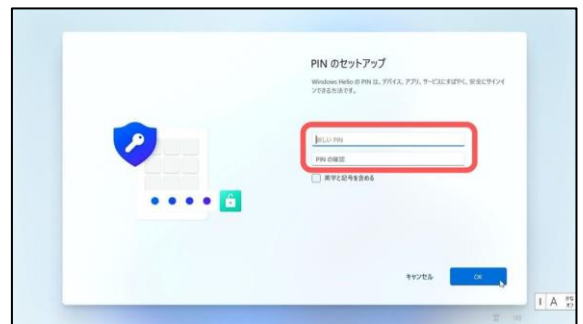 PIN のセットアップ
Windows Hello の PIN は、デバイス、アプリ、サービスにすばやく、安全にサインイ
ンできる方法です。
新しい PIN
PIN の確認
英字と記号を含める
キャンセル
OK
A